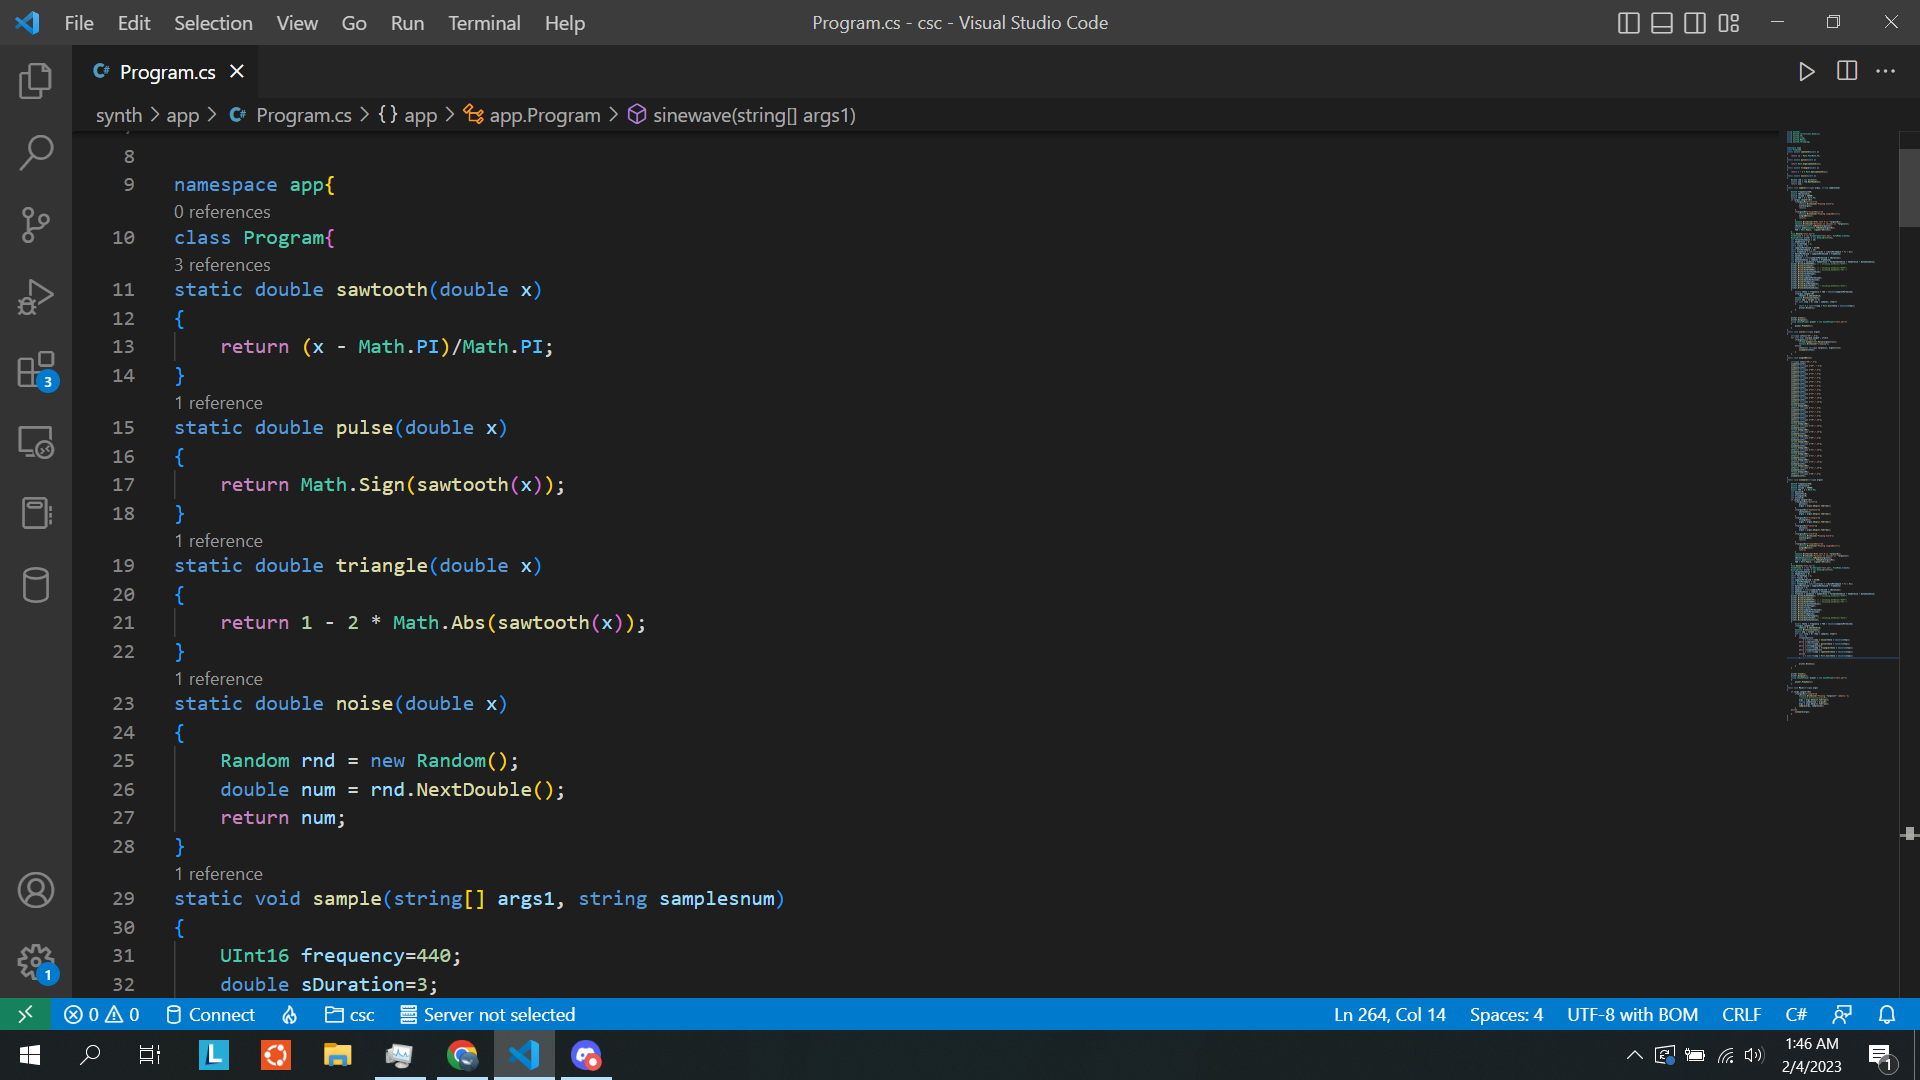 File Edit Selection View Go Run Terminal Help
Program.cs - csc - Visual Studio Code
Program.cs
synth > app > Program.cs > {} app > app.Program > sinewave(string[] args1)
8
9 namespace app{
0 references
10 class Program{
3 references
11 static double sawtooth(double x)
12 {
13 return (x - Math.PI)/Math.PI;
14 }
1 reference
15 static double pulse(double x)
16 {
17 return Math.Sign(sawtooth(x));
18 }
1 reference
19 static double triangle(double x)
20 {
21 return 1 - 2 * Math.Abs(sawtooth(x));
22 }
1 reference
23 static double noise(double x)
24 {
25 Random rnd = new Random();
26 double num = rnd.NextDouble();
27 return num;
28 }
1 reference
29 static void sample(string[] args1, string samplesnum)
30 {
31 UInt16 frequency=440;
32 double sDuration=3;
3
1
0 0 Connect csc Server not selected
Ln 264, Col 14 Spaces: 4 UTF-8 with BOM CRLF C#
L
1:46 AM
2/4/2023
1